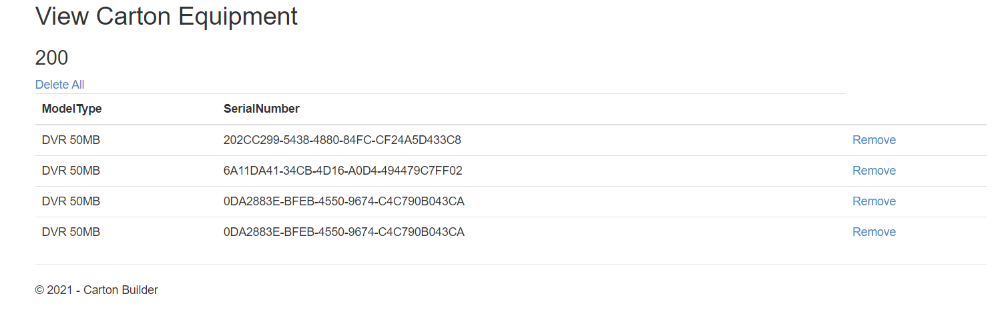 View Carton Equipment
200
Delete All
ModelType SerialNumber
DVR 50MB 202CC299-5438-4880-84FC-CF24A5D433C8 Remove
DVR 50MB 6A11DA41-34CB-4D16-A0D4-494479C7FF02 Remove
DVR 50MB 0DA2883E-BFEB-4550-9674-C4C790B043CA Remove
DVR 50MB 0DA2883E-BFEB-4550-9674-C4C790B043CA Remove
© 2021 - Carton Builder